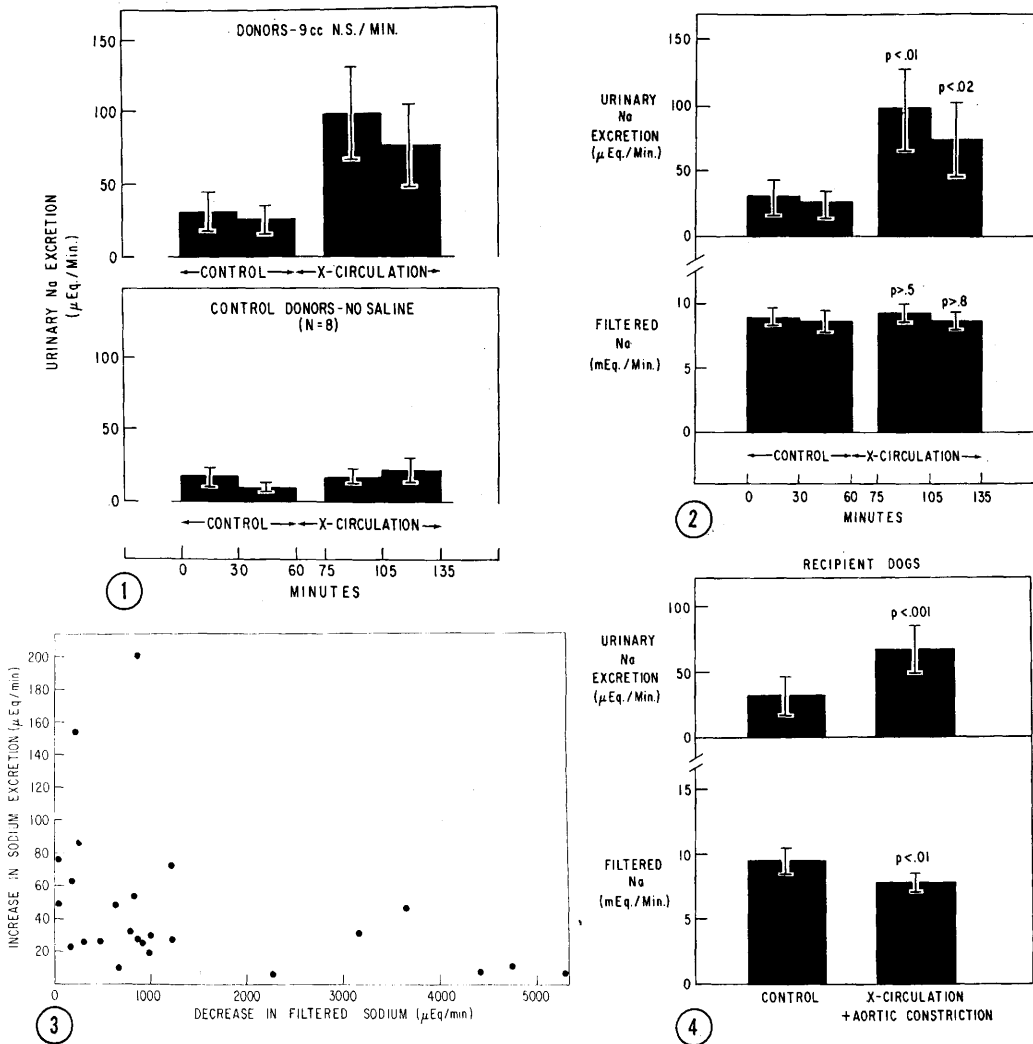 DONORS-9cc N.S./MIN.
150
100
50
0
CONTROL
X-CIRCULATION
URINARY Na EXCRETION
(μEq./Min.)
CONTROL DONORS-NO SALINE
(N=8)
100
50
0
CONTROL
X-CIRCULATION
0 30 60 75 105 135
MINUTES
1
URINARY
Na
EXCRETION
(μEq./Min.)
150
100
50
0
p<.01
p<.02
FILTERED
Na
(mEq./Min.)
10
5
0
p>.5
p>.8
CONTROL
X-CIRCULATION
0 30 60 75 105 135
MINUTES
2
INCREASE IN SODIUM EXCRETION (μEq/min)
200
180
160
140
120
100
80
60
40
20
0 1000 2000 3000 4000 5000
DECREASE IN FILTERED SODIUM (μEq/min)
3
RECIPIENT DOGS
URINARY
Na
EXCRETION
(μEq./Min.)
100
50
0
p<.001
FILTERED
Na
(mEq./Min.)
15
10
5
0
p<.01
CONTROL
X-CIRCULATION
+AORTIC CONSTRICTION
4